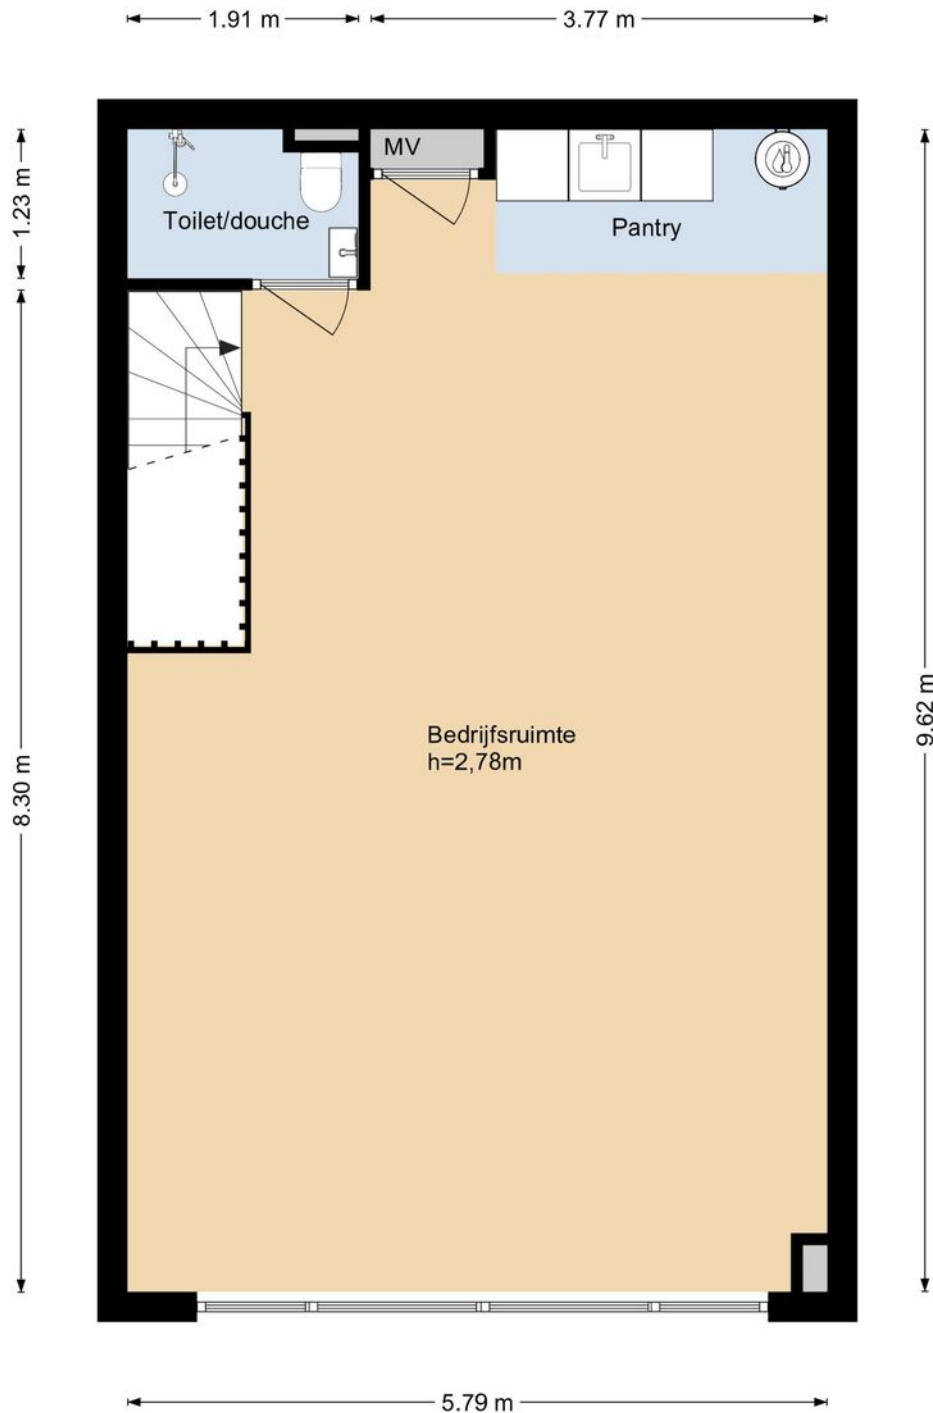 1.91 m
3.77 m
1.23 m
MV
Toilet/douche
Pantry
8.30 m
Bedrijfsruimte
h=2,78m
9.62 m
5.79 m